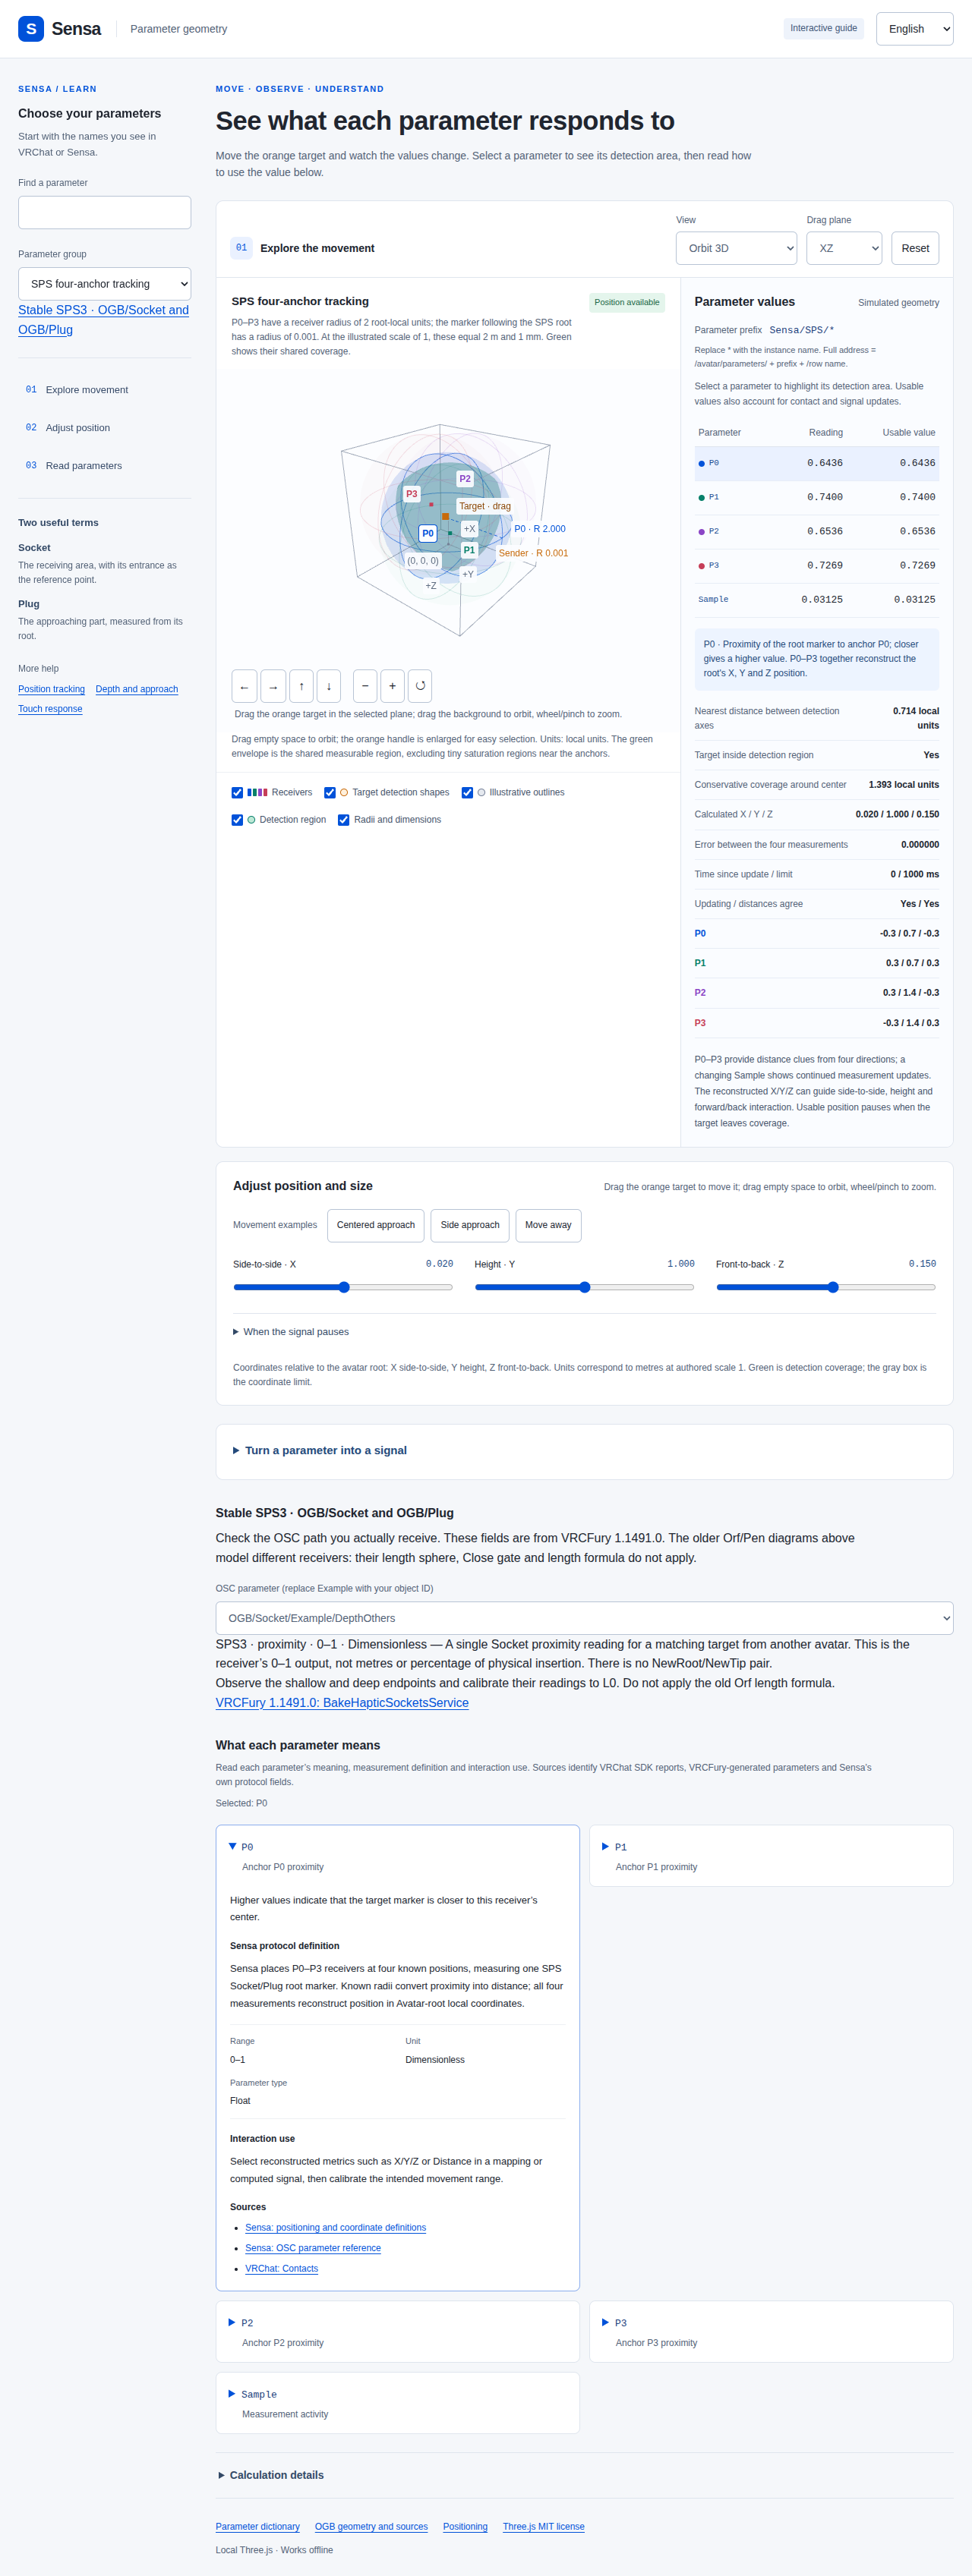 S Sensa Parameter geometry
Interactive guide English
SENSA / LEARN
Choose your parameters
Start with the names you see in
VRChat or Sensa.
Find a parameter
Parameter group
SPS four-anchor tracking
Stable SPS3 · OGB/Socket and
OGB/Plug
01 Explore movement
02 Adjust position
03 Read parameters
Two useful terms
Socket
The receiving area, with its entrance as
the reference point.
Plug
The approaching part, measured from its
root.
More help
Position tracking Depth and approach
Touch response
MOVE · OBSERVE · UNDERSTAND
See what each parameter responds to
Move the orange target and watch the values change. Select a parameter to see its detection area, then read how
to use the value below.
01 Explore the movement
View
Orbit 3D
Drag plane
XZ
Reset
SPS four-anchor tracking
Position available
P0–P3 have a receiver radius of 2 root-local units; the marker following the SPS root
has a radius of 0.001. At the illustrated scale of 1, these equal 2 m and 1 mm. Green
shows their shared coverage.
P2
P3
Target · drag
P0
+X
P0 · R 2.000
P1
Sender · R 0.001
(0, 0, 0)
+Y
+Z
← → ↑ ↓ − + ↺
Drag the orange target in the selected plane; drag the background to orbit, wheel/pinch to zoom.
Drag empty space to orbit; the orange handle is enlarged for easy selection. Units: local units. The green
envelope is the shared measurable region, excluding tiny saturation regions near the anchors.
Receivers Target detection shapes Illustrative outlines
Detection region Radii and dimensions
Parameter values Simulated geometry
Parameter prefix Sensa/SPS/*
Replace * with the instance name. Full address =
/avatar/parameters/ + prefix + /row name.
Select a parameter to highlight its detection area. Usable
values also account for contact and signal updates.
Parameter Reading Usable value
P0 0.6436 0.6436
P1 0.7400 0.7400
P2 0.6536 0.6536
P3 0.7269 0.7269
Sample 0.03125 0.03125
P0 · Proximity of the root marker to anchor P0; closer
gives a higher value. P0–P3 together reconstruct the
root's X, Y and Z position.
Nearest distance between detection
axes
0.714 local
units
Target inside detection region Yes
Conservative coverage around center 1.393 local units
Calculated X / Y / Z 0.020 / 1.000 / 0.150
Error between the four measurements 0.000000
Time since update / limit 0 / 1000 ms
Updating / distances agree Yes / Yes
P0 -0.3 / 0.7 / -0.3
P1 0.3 / 0.7 / 0.3
P2 0.3 / 1.4 / -0.3
P3 -0.3 / 1.4 / 0.3
P0–P3 provide distance clues from four directions; a
changing Sample shows continued measurement updates.
The reconstructed X/Y/Z can guide side-to-side, height and
forward/back interaction. Usable position pauses when the
target leaves coverage.
Adjust position and size
Drag the orange target to move it; drag empty space to orbit, wheel/pinch to zoom.
Movement examples Centered approach Side approach Move away
Side-to-side · X 0.020 Height · Y 1.000 Front-to-back · Z 0.150
When the signal pauses
Coordinates relative to the avatar root: X side-to-side, Y height, Z front-to-back. Units correspond to metres at authored scale 1. Green is detection coverage; the gray box is
the coordinate limit.
Turn a parameter into a signal
Stable SPS3 · OGB/Socket and OGB/Plug
Check the OSC path you actually receive. These fields are from VRCFury 1.1491.0. The older Orf/Pen diagrams above
model different receivers: their length sphere, Close gate and length formula do not apply.
OSC parameter (replace Example with your object ID)
OGB/Socket/Example/DepthOthers
SPS3 · proximity · 0–1 · Dimensionless — A single Socket proximity reading for a matching target from another avatar. This is the
receiver's 0–1 output, not metres or percentage of physical insertion. There is no NewRoot/NewTip pair.
Observe the shallow and deep endpoints and calibrate their readings to L0. Do not apply the old Orf length formula.
VRCFury 1.1491.0: BakeHapticSocketsService
What each parameter means
Read each parameter's meaning, measurement definition and interaction use. Sources identify VRChat SDK reports, VRCFury-generated parameters and Sensa's
own protocol fields.
Selected: P0
P0
Anchor P0 proximity
Higher values indicate that the target marker is closer to this receiver's
center.
Sensa protocol definition
Sensa places P0–P3 receivers at four known positions, measuring one SPS
Socket/Plug root marker. Known radii convert proximity into distance; all four
measurements reconstruct position in Avatar-root local coordinates.
Range Unit
0–1 Dimensionless
Parameter type
Float
Interaction use
Select reconstructed metrics such as X/Y/Z or Distance in a mapping or
computed signal, then calibrate the intended movement range.
Sources
Sensa: positioning and coordinate definitions
Sensa: OSC parameter reference
VRChat: Contacts
P1
Anchor P1 proximity
P2
Anchor P2 proximity
P3
Anchor P3 proximity
Sample
Measurement activity
Calculation details
Parameter dictionary OGB geometry and sources Positioning Three.js MIT license
Local Three.js · Works offline